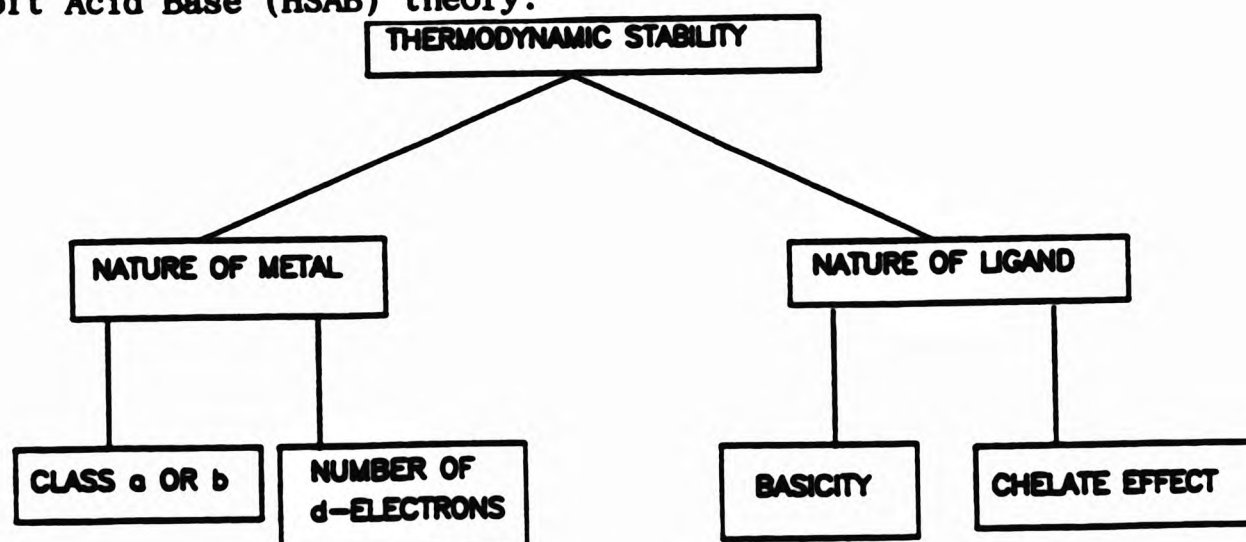 Acid Base (HSAB) theory.
THERMODYNAMIC STABILITY
NATURE OF METAL
NATURE OF LIGAND
CLASS a OR b
NUMBER OF
d-ELECTRONS
BASICITY
CHELATE EFFECT